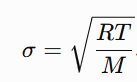 σ = √(RT/M)